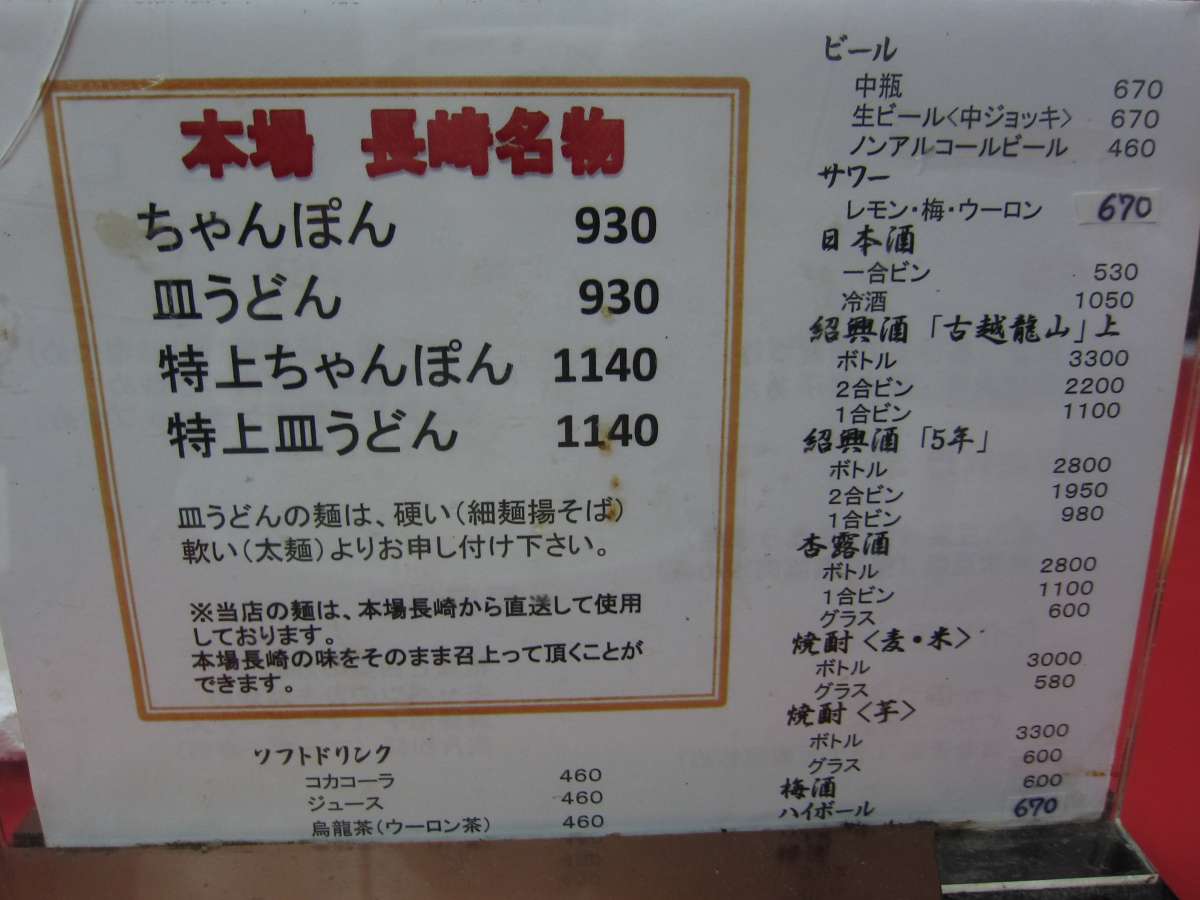 本場 長崎名物
ちゃんぽん 930
皿うどん 930
特上ちゃんぽん 1140
特上皿うどん 1140
皿うどんの麺は、硬い(細麺揚そば)
軟い(太麺)よりお申し付け下さい。
※当店の麺は、本場長崎から直送して使用
しております。
本場長崎の味をそのまま召上って頂くことが
できます。
ソフトドリンク
コカコーラ 460
ジュース 460
烏龍茶(ウーロン茶) 460
ビール
中瓶 670
生ビール〈中ジョッキ〉 670
ノンアルコールビール 460
サワー
レモン・梅・ウーロン 670
日本酒
一合ビン 530
冷酒 1050
紹興酒「古越龍山」上
ボトル 3300
2合ビン 2200
1合ビン 1100
紹興酒「5年」
ボトル 2800
2合ビン 1950
1合ビン 980
杏露酒
ボトル 2800
1合ビン 1100
グラス 600
焼酎〈麦・米〉
ボトル 3000
グラス 580
焼酎〈芋〉
ボトル 3300
グラス 600
梅酒 600
ハイボール 670